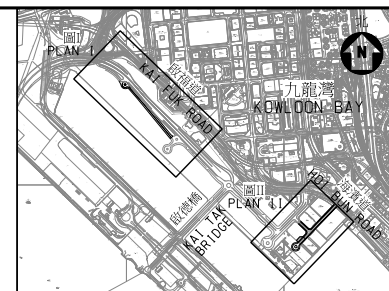 圖I
PLAN I
啟福道
KAI FUK ROAD
北
N
九龍灣
KOWLOON BAY
圖II
PLAN II
海濱道
HOI BUN ROAD
啟德橋
KAI TAK
BRIDGE